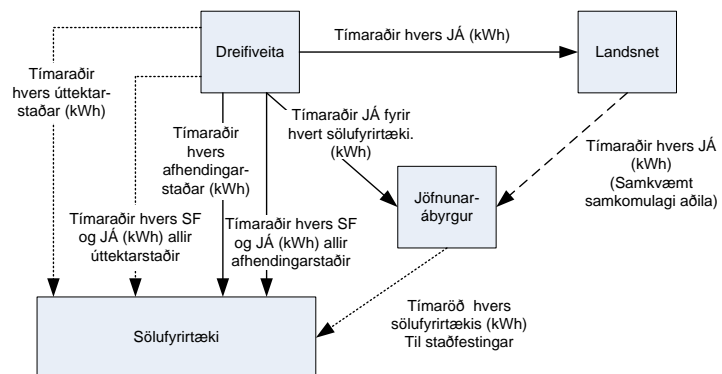 Dreifiveita
Tímaraðir hvers JÁ (kWh)
Landsnet
Tímaraðir
hvers úttektar-
staðar (kWh)
Tímaraðir
hvers
afhendingar-
staðar (kWh)
Tímaraðir JÁ fyrir
hvert sölufyrirtæki.
(kWh)
Tímaraðir hvers JÁ
(kWh)
(Samkvæmt
samkomulagi aðila)
Jöfnunar-
ábyrgur
Tímaraðir hvers SF
og JÁ (kWh) allir
úttektarstaðir
Tímaraðir hvers SF
og JÁ (kWh) allir
afhendingarstaðir
Sölufyrirtæki
Tímaröð hvers
sölufyrirtækis (kWh)
Til staðfestingar